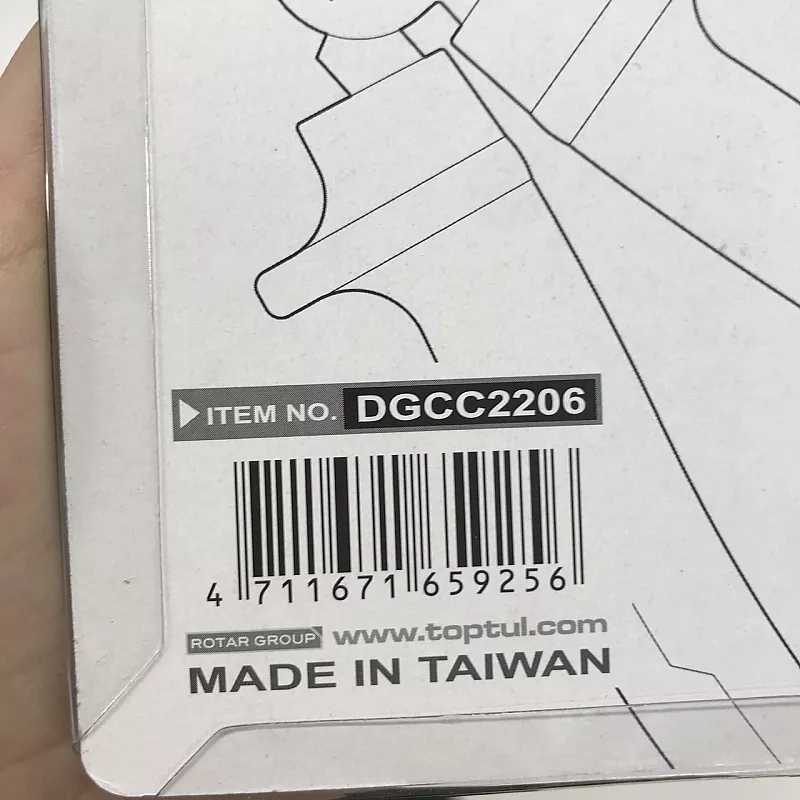 ITEM NO. DGCC2206
4 711671 659256
ROTAR GROUP www.toptul.com
MADE IN TAIWAN